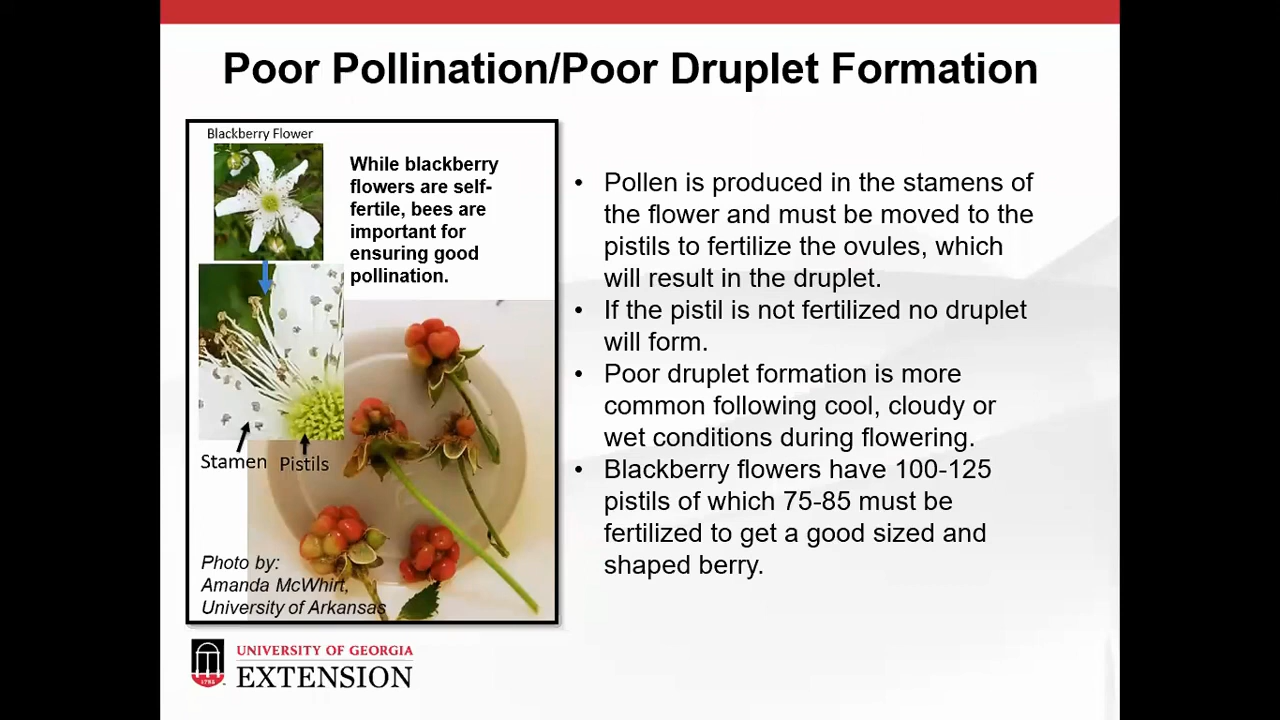 Poor Pollination/Poor Druplet Formation
Blackberry Flower
While blackberry
flowers are self-
fertile, bees are
important for
ensuring good
pollination.
Stamen
Pistils
Photo by:
Amanda McWhirt,
University of Arkansas
• Pollen is produced in the stamens of
the flower and must be moved to the
pistils to fertilize the ovules, which
will result in the druplet.
• If the pistil is not fertilized no druplet
will form.
• Poor druplet formation is more
common following cool, cloudy or
wet conditions during flowering.
• Blackberry flowers have 100-125
pistils of which 75-85 must be
fertilized to get a good sized and
shaped berry.
1785
UNIVERSITY OF GEORGIA
EXTENSION